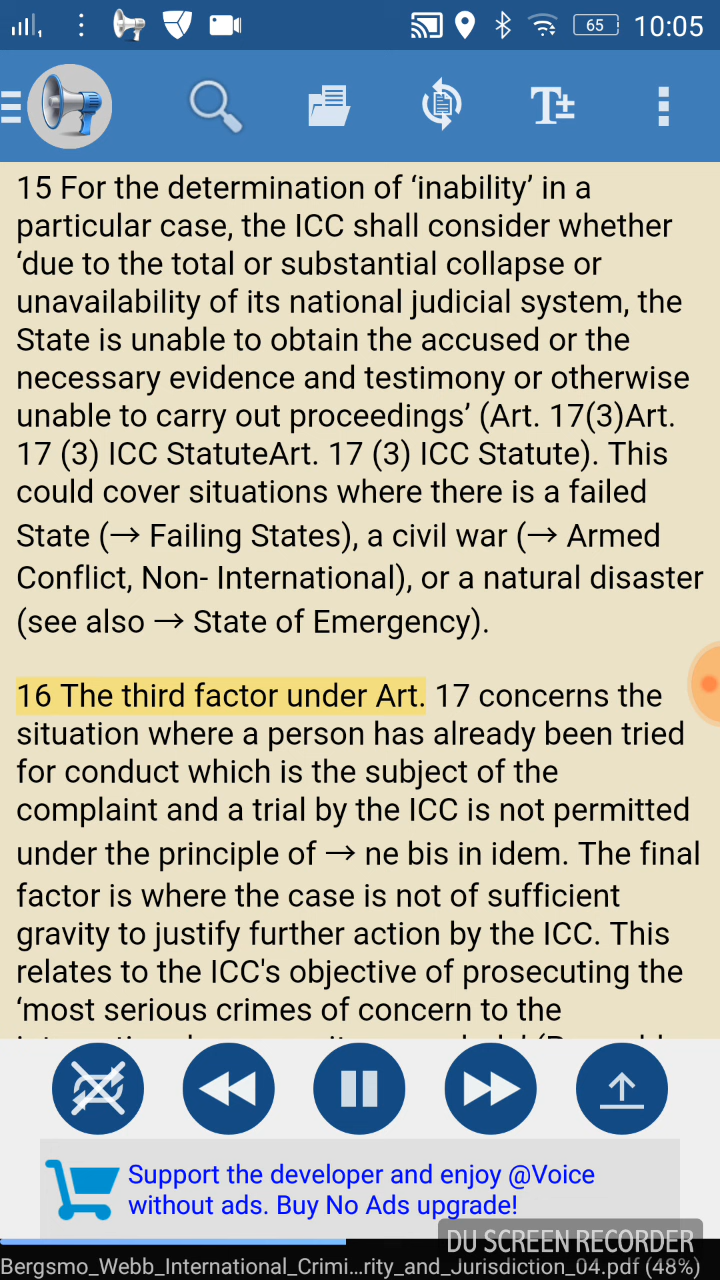 65 10:05
T±
15 For the determination of ‘inability’ in a
particular case, the ICC shall consider whether
‘due to the total or substantial collapse or
unavailability of its national judicial system, the
State is unable to obtain the accused or the
necessary evidence and testimony or otherwise
unable to carry out proceedings’ (Art. 17(3)Art.
17 (3) ICC StatuteArt. 17 (3) ICC Statute). This
could cover situations where there is a failed
State (→ Failing States), a civil war (→ Armed
Conflict, Non- International), or a natural disaster
(see also → State of Emergency).
16 The third factor under Art. 17 concerns the
situation where a person has already been tried
for conduct which is the subject of the
complaint and a trial by the ICC is not permitted
under the principle of → ne bis in idem. The final
factor is where the case is not of sufficient
gravity to justify further action by the ICC. This
relates to the ICC's objective of prosecuting the
‘most serious crimes of concern to the
Support the developer and enjoy @Voice
without ads. Buy No Ads upgrade!
DU SCREEN RECORDER
Bergsmo_Webb_International_Crimi...rity_and_Jurisdiction_04.pdf (48%)